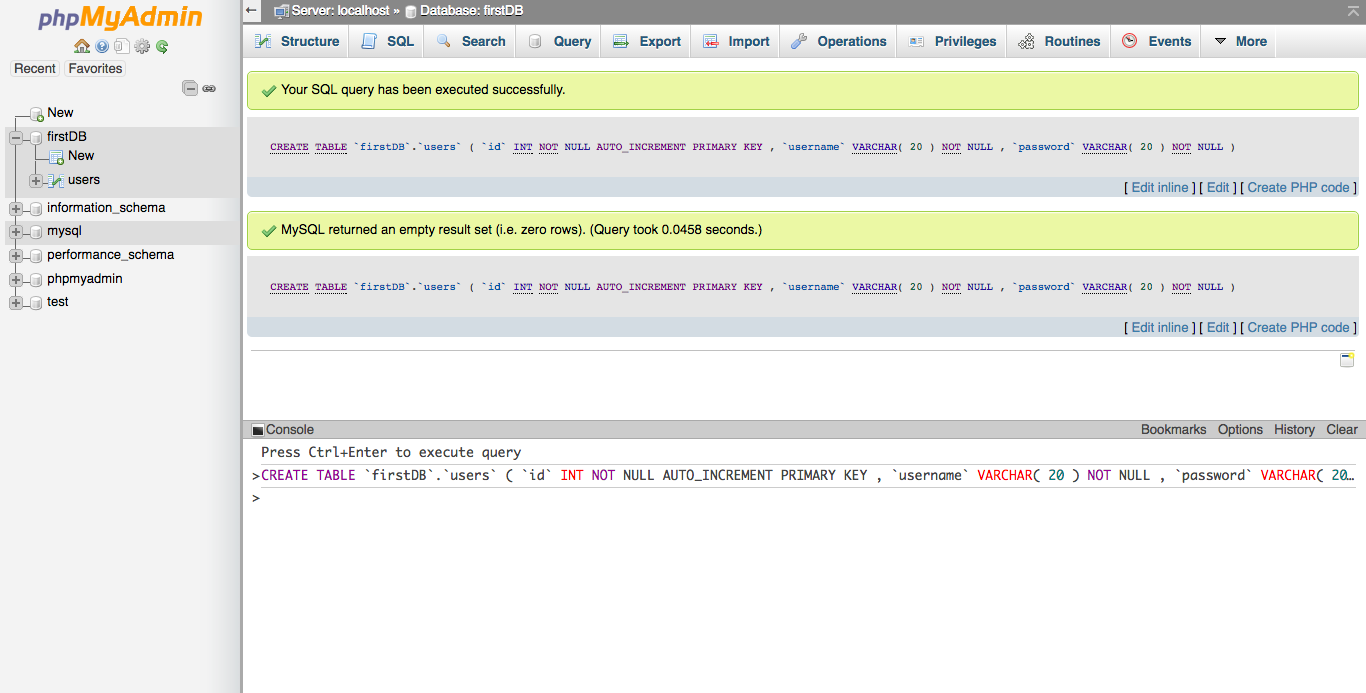 phpMyAdmin
Recent Favorites
New
firstDB
New
users
information_schema
mysql
performance_schema
phpmyadmin
test
← Server: localhost » Database: firstDB
Structure SQL Search Query Export Import Operations Privileges Routines Events More
Your SQL query has been executed successfully.
CREATE TABLE `firstDB`.`users` ( `id` INT NOT NULL AUTO_INCREMENT PRIMARY KEY , `username` VARCHAR( 20 ) NOT NULL , `password` VARCHAR( 20 ) NOT NULL )
[ Edit inline ] [ Edit ] [ Create PHP code ]
MySQL returned an empty result set (i.e. zero rows). (Query took 0.0458 seconds.)
CREATE TABLE `firstDB`.`users` ( `id` INT NOT NULL AUTO_INCREMENT PRIMARY KEY , `username` VARCHAR( 20 ) NOT NULL , `password` VARCHAR( 20 ) NOT NULL )
[ Edit inline ] [ Edit ] [ Create PHP code ]
Console Bookmarks Options History Clear
Press Ctrl+Enter to execute query
>CREATE TABLE `firstDB`.`users` ( `id` INT NOT NULL AUTO_INCREMENT PRIMARY KEY , `username` VARCHAR( 20 ) NOT NULL , `password` VARCHAR( 20…
>